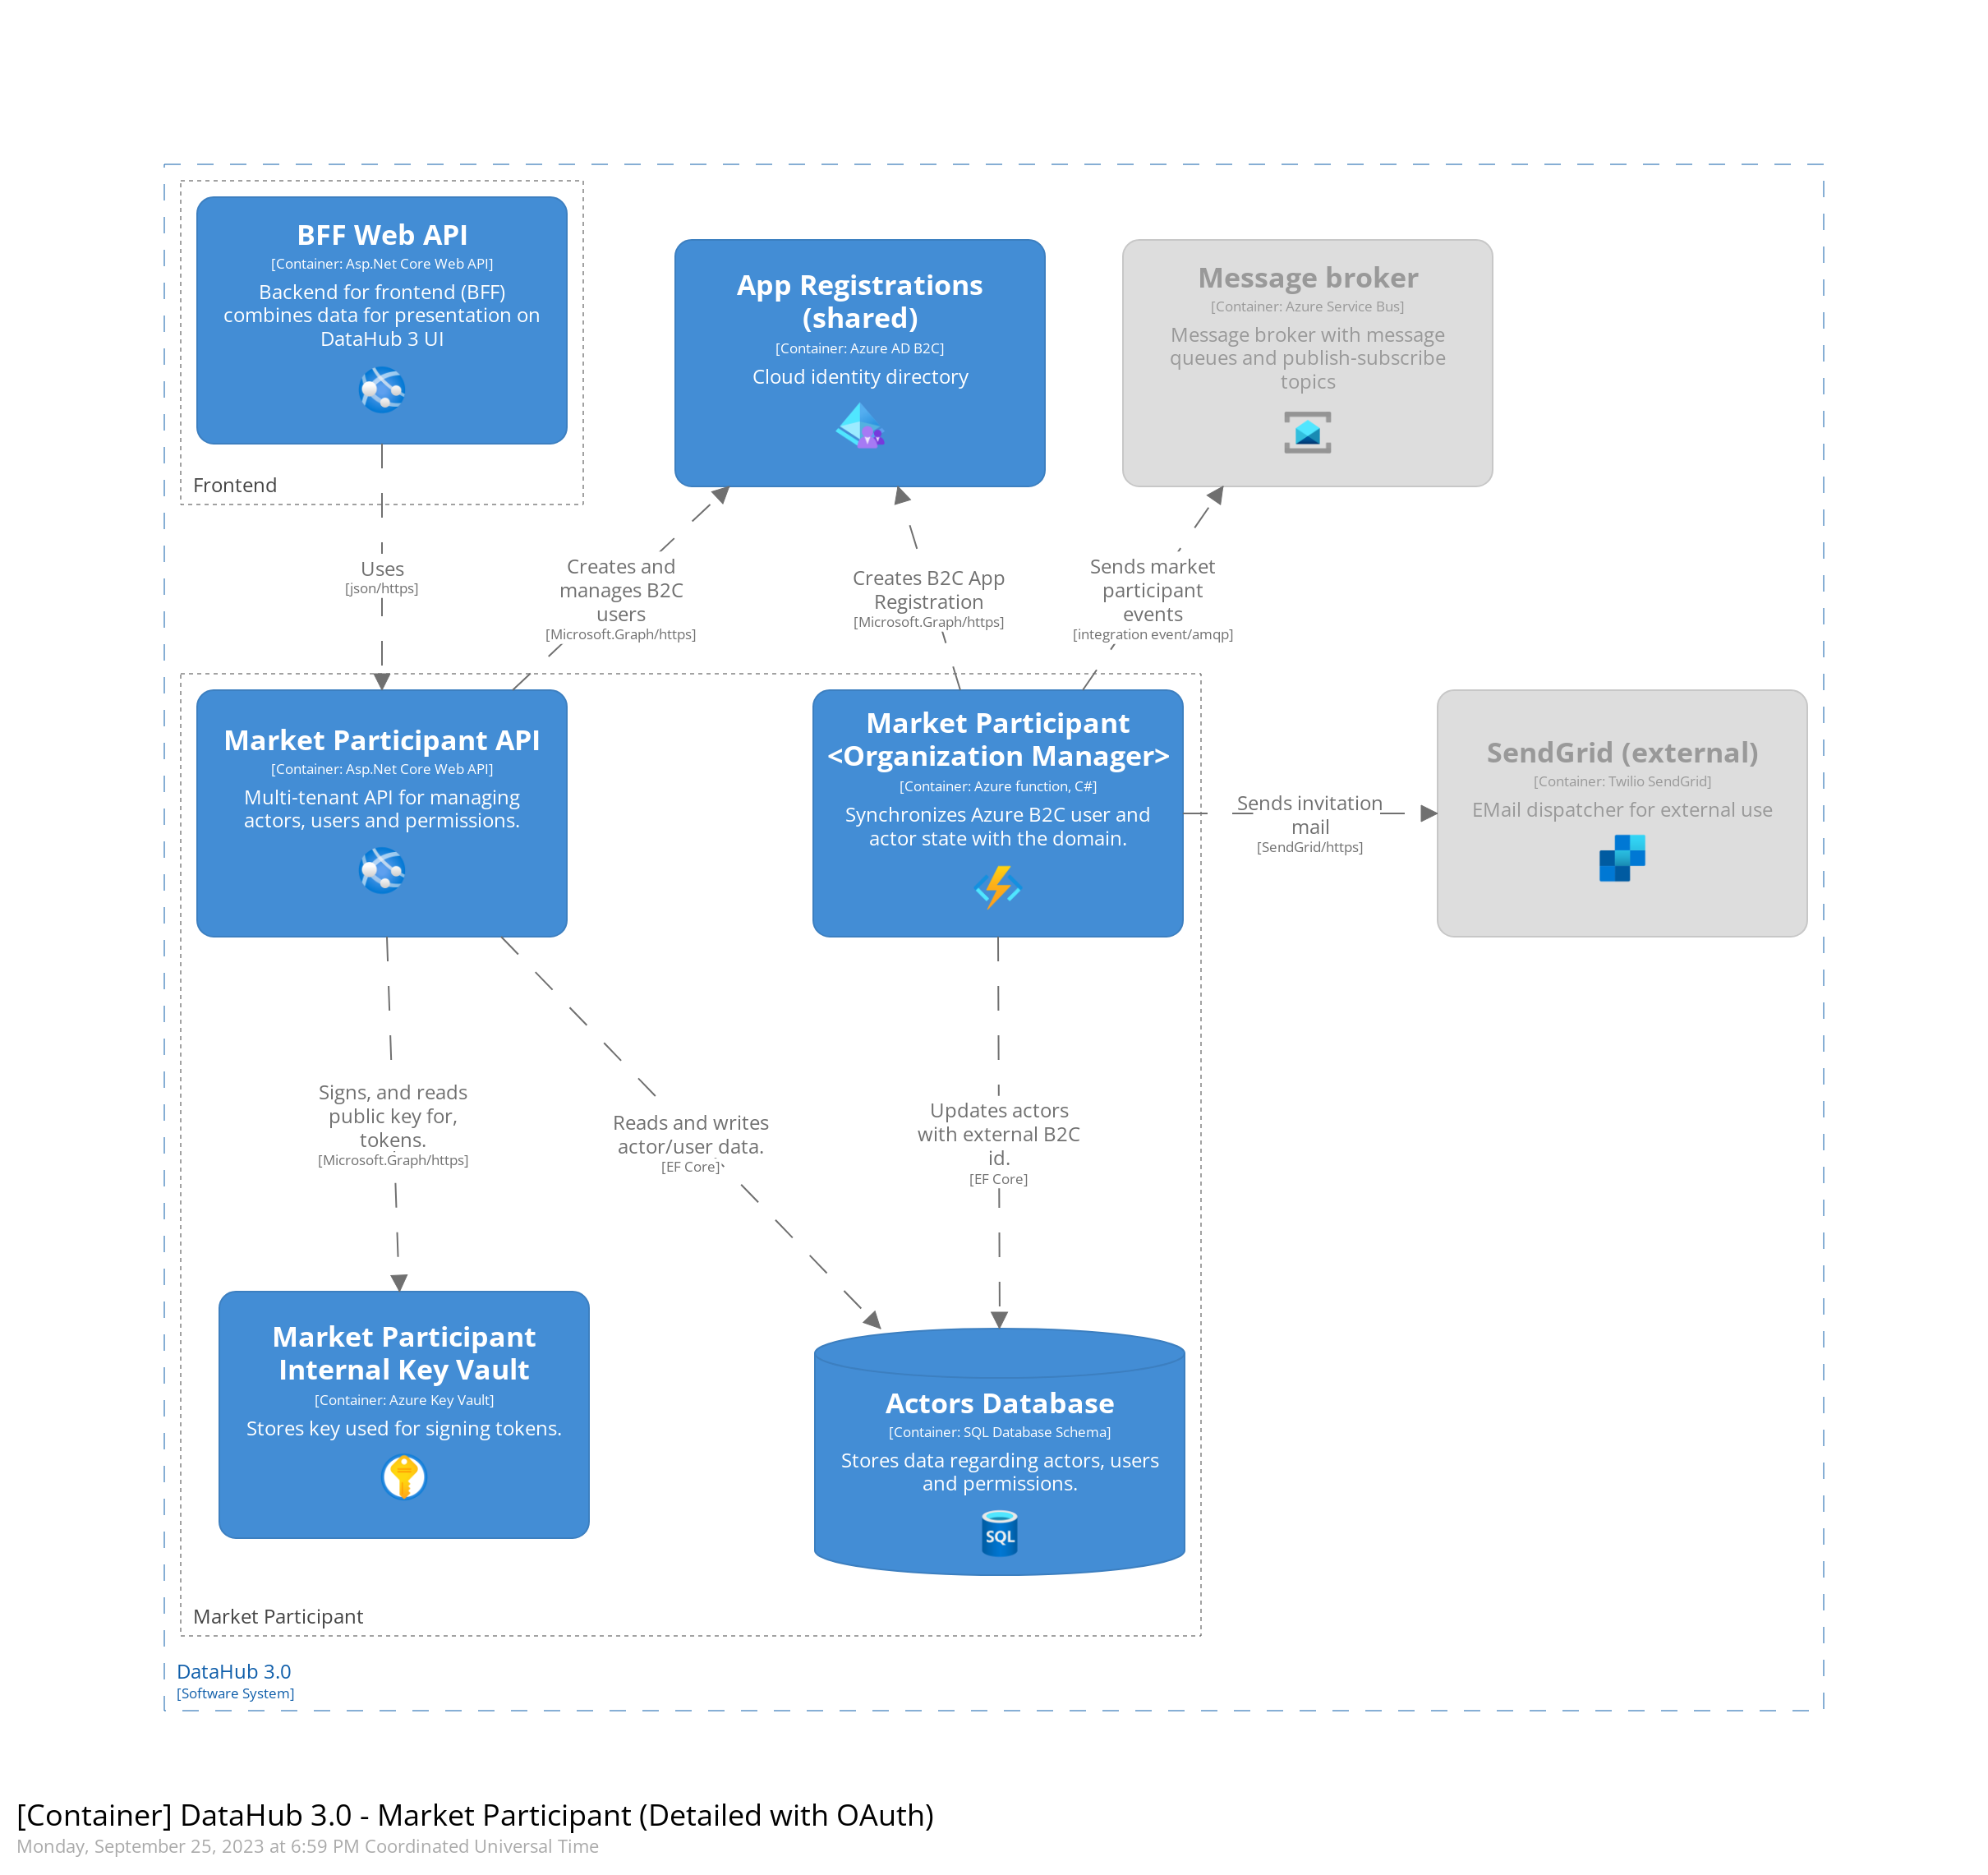 BFF Web API
[Container: Asp.Net Core Web API]
Backend for frontend (BFF)
combines data for presentation on
DataHub 3 UI
Frontend
App Registrations
(shared)
[Container: Azure AD B2C]
Cloud identity directory
Message broker
[Container: Azure Service Bus]
Message broker with message
queues and publish-subscribe
topics
Uses
[json/https]
Creates and
manages B2C
users
[Microsoft.Graph/https]
Creates B2C App
Registration
[Microsoft.Graph/https]
Sends market
participant
events
[integration event/amqp]
Market Participant API
[Container: Asp.Net Core Web API]
Multi-tenant API for managing
actors, users and permissions.
Market Participant
<Organization Manager>
[Container: Azure function, C#]
Synchronizes Azure B2C user and
actor state with the domain.
Sends invitation
mail
[SendGrid/https]
SendGrid (external)
[Container: Twilio SendGrid]
EMail dispatcher for external use
Signs, and reads
public key for,
tokens.
[Microsoft.Graph/https]
Reads and writes
actor/user data.
[EF Core]
Updates actors
with external B2C
id.
[EF Core]
Market Participant
Internal Key Vault
[Container: Azure Key Vault]
Stores key used for signing tokens.
Actors Database
[Container: SQL Database Schema]
Stores data regarding actors, users
and permissions.
SQL
Market Participant
DataHub 3.0
[Software System]
[Container] DataHub 3.0 - Market Participant (Detailed with OAuth)
Monday, September 25, 2023 at 6:59 PM Coordinated Universal Time